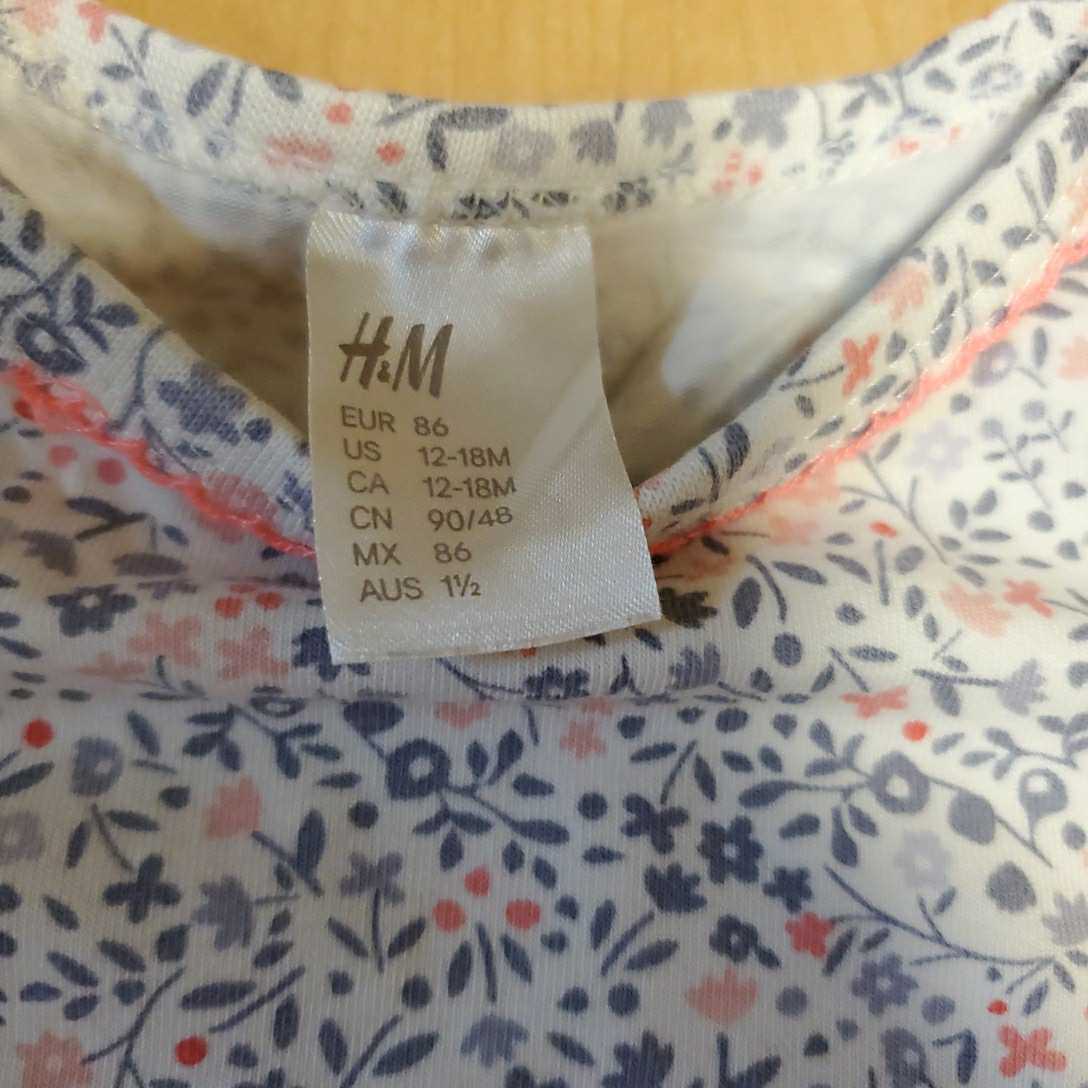 H&M
EUR 86
US 12-18M
CA 12-18M
CN 90/48
MX 86
AUS 1½